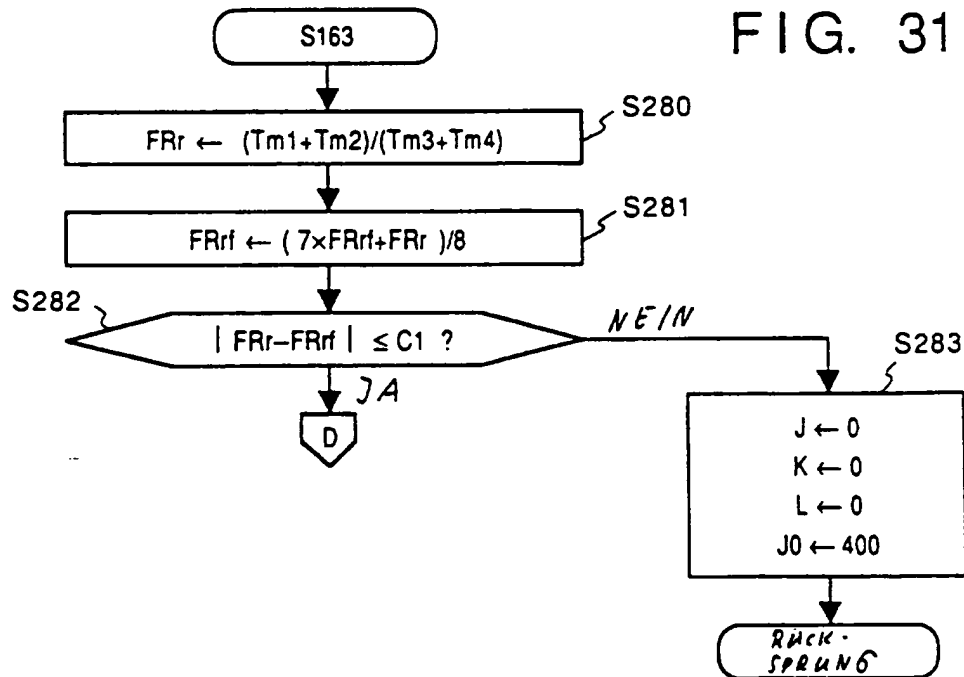 FIG. 31
S163
S280
FRr ← (Tm1+Tm2)/(Tm3+Tm4)
S281
FRrf ← ( 7×FRrf+FRr )/8
S282
| FRr–FRrf | ≤ C1 ?
NEIN
JA
D
S283
J ← 0
K ← 0
L ← 0
J0 ← 400
RÜCK-
SPRUNG